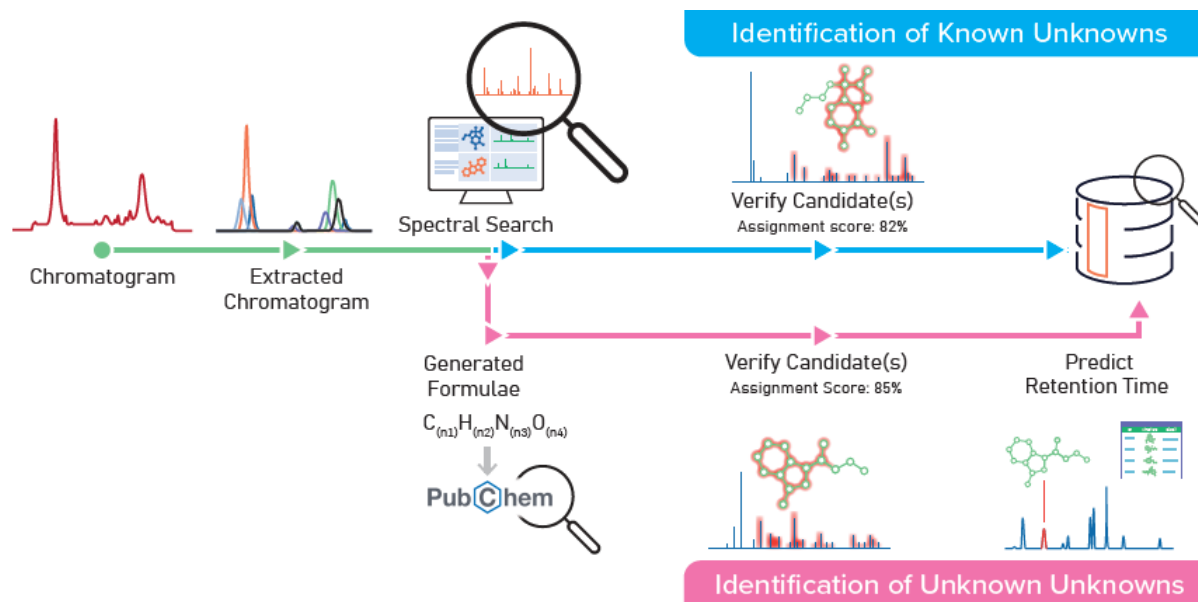 Identification of Known Unknowns
Spectral Search
Verify Candidate(s)
Assignment score: 82%
Chromatogram
Extracted
Chromatogram
Generated
Formulae
C(n1)H(n2)N(n3)O(n4)
PubChem
Verify Candidate(s)
Assignment Score: 85%
Predict
Retention Time
Identification of Unknown Unknowns